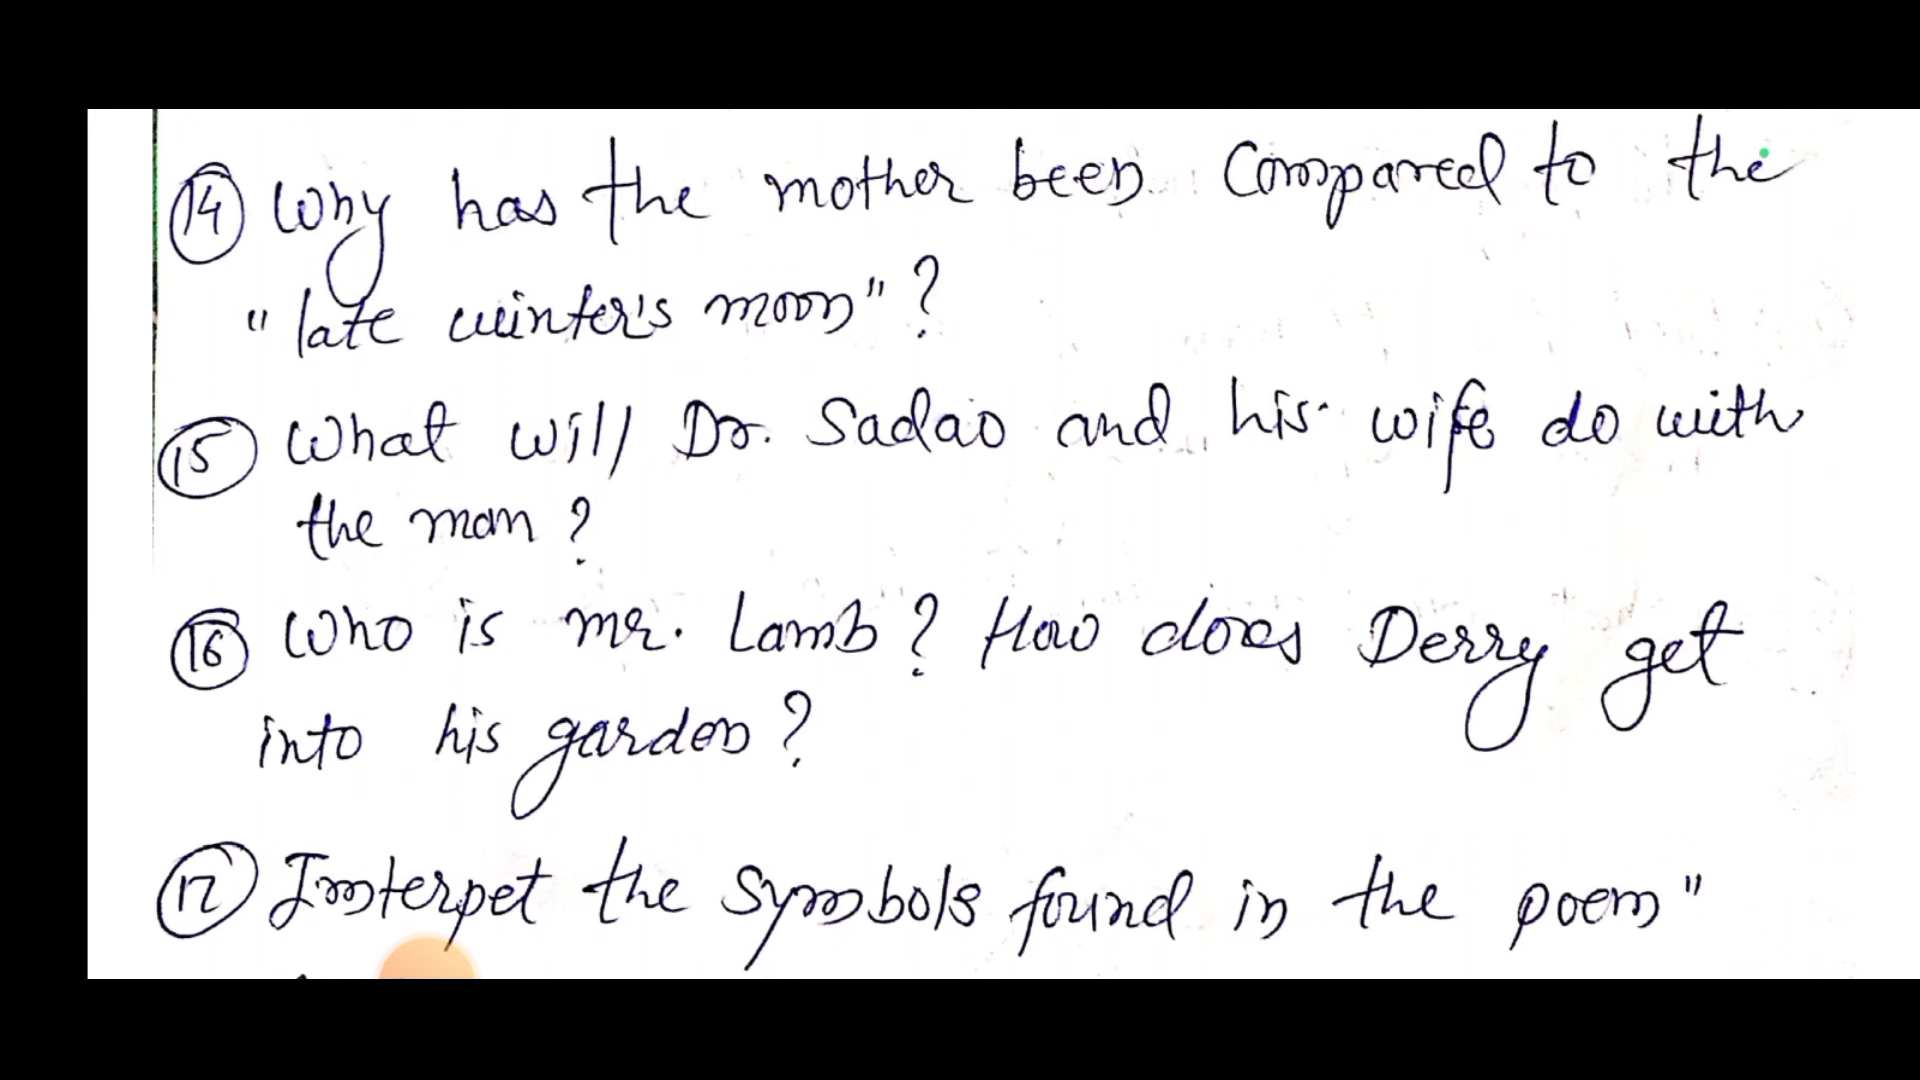 14 Why has the mother been compared to the
"late winter's moon"?
15 What will Dr. Sadao and his wife do with
the man?
16 Who is mr. Lamb? How does Derry get
into his garden?
17 Interpet the symbols found in the poem"